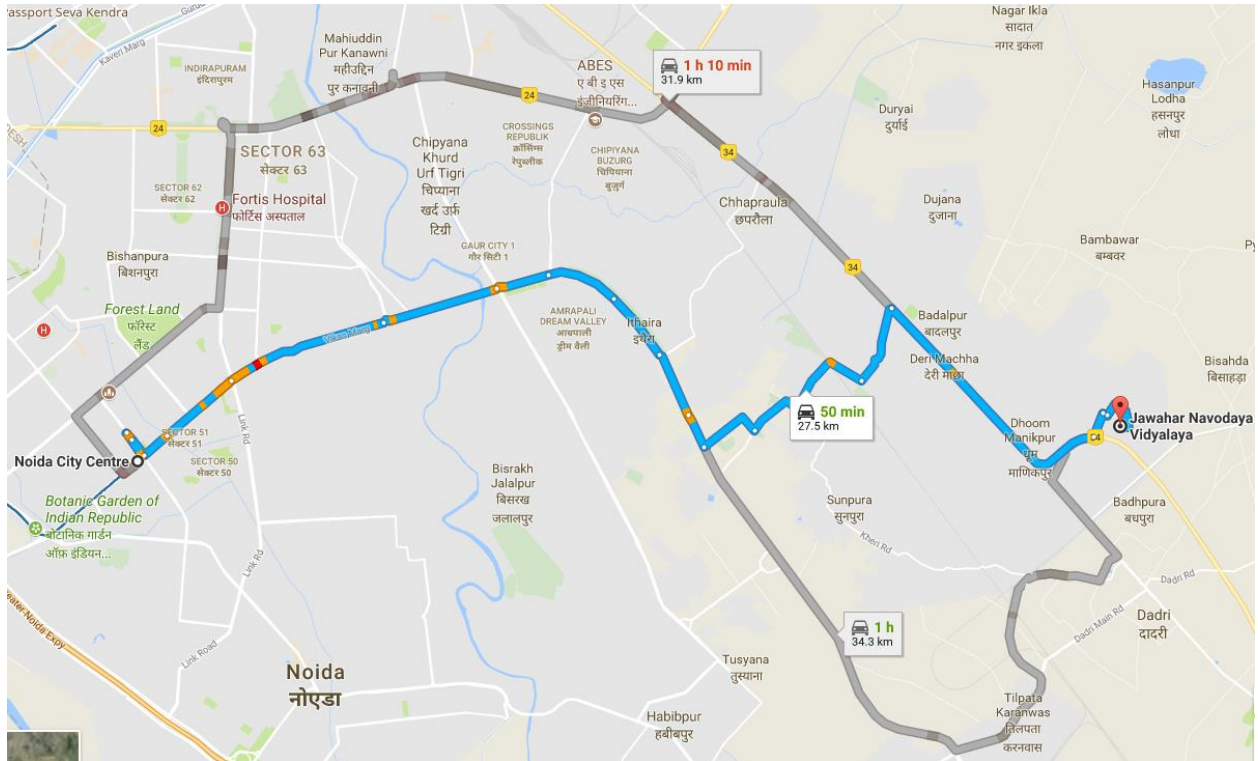 Passport Seva Kendra
Kaveri Marg
INDIRAPURAM
इंदिरापुरम
Mahiuddin
Pur Kanawni
महीउद्दिन
पुर कनावनी
24
24
ABES
ए बी इ एस
इंजीनियरिंग...
1 h 10 min
31.9 km
Nagar Ikla
सादात
नगर इकला
Hasanpur
Lodha
हसनपुर
लोधा
Duryai
दुर्याई
SECTOR 63
सेक्टर 63
SECTOR 62
सेक्टर 62
H
Fortis Hospital
फोर्टिस अस्पताल
Chipyana
Khurd
Urf Tigri
चिप्याना
खर्द उर्फ़
टिग्री
CROSSINGS
REPUBLIK
क्रॉसिंग्स
रेपुब्लीक
CHIPIYANA
BUZURG
चिपियाना
बुजुर्ग
34
Chhapraula
छपरौला
Dujana
दुजाना
Bambawar
बम्बवर
Bishanpura
बिशनपुरा
GAUR CITY 1
गौर सिटी 1
34
Forest Land
फॉरेस्ट
लैंड
H
AMRAPALI
DREAM VALLEY
आम्रपाली
ड्रीम वैली
Ithaira
इथैरा
Vikas Marg
Badalpur
बादलपुर
Deri Machha
देरी माछा
Bisahda
बिसाहड़ा
50 min
27.5 km
Jawahar Navodaya
Vidyalaya
Dhoom
Manikpur
धूम
माणिकपुर
SECTOR 51
सेक्टर 51
Link Rd
Noida City Centre
SECTOR 50
सेक्टर 50
Bisrakh
Jalalpur
बिसरख
जलालपुर
Botanic Garden of
Indian Republic
बोटानिक गार्डन
ऑफ़ इंडियन...
Sunpura
सुनपुरा
Kheri Rd
Badhpura
बधपुरा
Link Rd
Dadri Rd
Dadri
दादरी
Dadri Main Rd
1 h
34.3 km
Greater-Noida Expy
Link Road
Noida
नोएडा
Tusyana
तुस्याना
Habibpur
हबीबपुर
Tilpata
Karanwas
तिलपता
करनवास